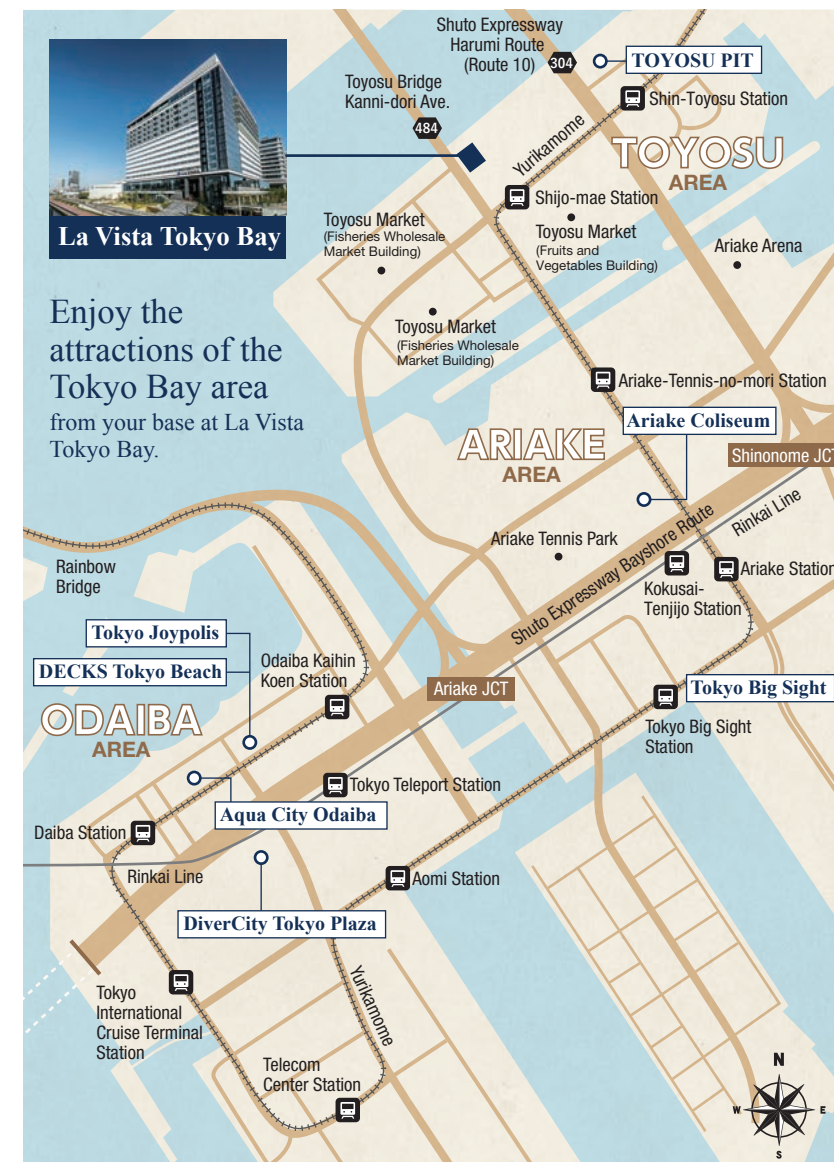 Shuto Expressway
Harumi Route
(Route 10)
304
TOYOSU PIT
Toyosu Bridge
Kanni-dori Ave.
484
Shin-Toyosu Station
Yurikamome
TOYOSU
AREA
La Vista Tokyo Bay
Shijo-mae Station
Toyosu Market
(Fisheries Wholesale
Market Building)
Toyosu Market
(Fruits and
Vegetables Building)
Ariake Arena
Enjoy the
attractions of the
Tokyo Bay area
from your base at La Vista
Tokyo Bay.
Toyosu Market
(Fisheries Wholesale
Market Building)
Ariake-Tennis-no-mori Station
Ariake Coliseum
ARIAKE
AREA
Shinonome JCT
Rinkai Line
Ariake Tennis Park
Shuto Expressway Bayshore Route
Rainbow
Bridge
Kokusai-
Tenjijo Station
Ariake Station
Tokyo Joypolis
DECKS Tokyo Beach
Odaiba Kaihin
Koen Station
Ariake JCT
Tokyo Big Sight
ODAIBA
AREA
Tokyo Big Sight
Station
Tokyo Teleport Station
Aqua City Odaiba
Daiba Station
Rinkai Line
Aomi Station
DiverCity Tokyo Plaza
Tokyo
International
Cruise Terminal
Station
Yurikamome
Telecom
Center Station
N
W
E
S